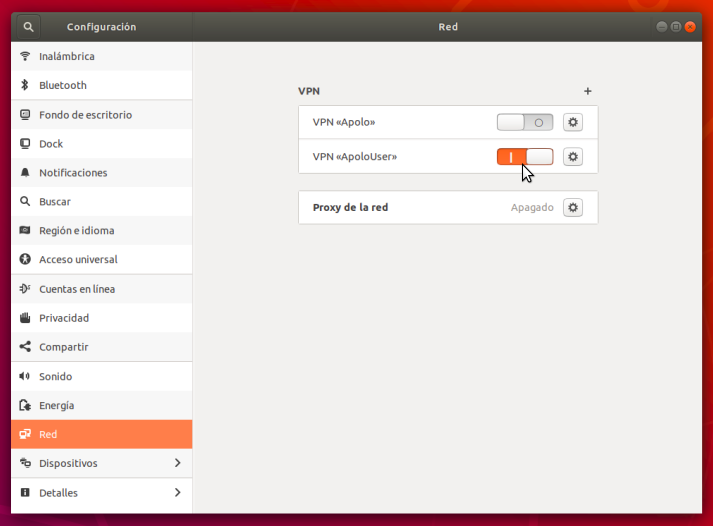 Configuración
Red
Inalámbrica
Bluetooth
Fondo de escritorio
Dock
Notificaciones
Buscar
Región e idioma
Acceso universal
Cuentas en línea
Privacidad
Compartir
Sonido
Energía
Red
Dispositivos
Detalles
VPN
VPN «Apolo»
VPN «ApoloUser»
Proxy de la red Apagado